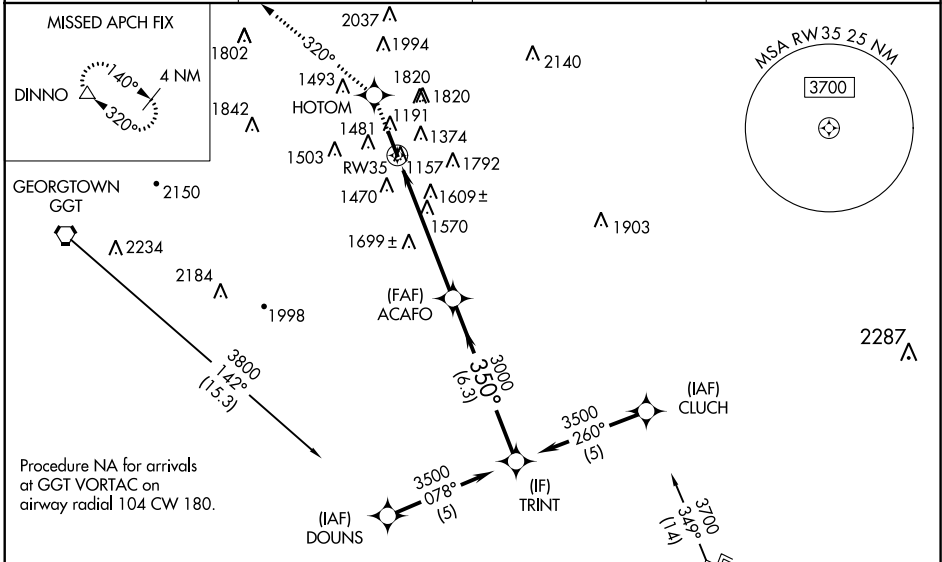 MISSED APCH FIX
DINNO
140°
4 NM
320°
1802
320°
2037
1994
2140
MSA RW35 25 NM
3700
1493
1820
1820
HOTOM
1842
1191
1481
1374
1503
RW35
1157
1792
GEORGTOWN
GGT
2150
1470
1609±
1570
1903
2234
1699±
2184
1998
(FAF)
ACAFO
2287
3800
142°
(15.3)
3000
350°
(6.3)
(IAF)
CLUCH
3500
260°
(5)
Procedure NA for arrivals
at GGT VORTAC on
airway radial 104 CW 180.
3500
078°
(5)
(IF)
TRINT
(IAF)
DOUNS
3700
349°
(14)